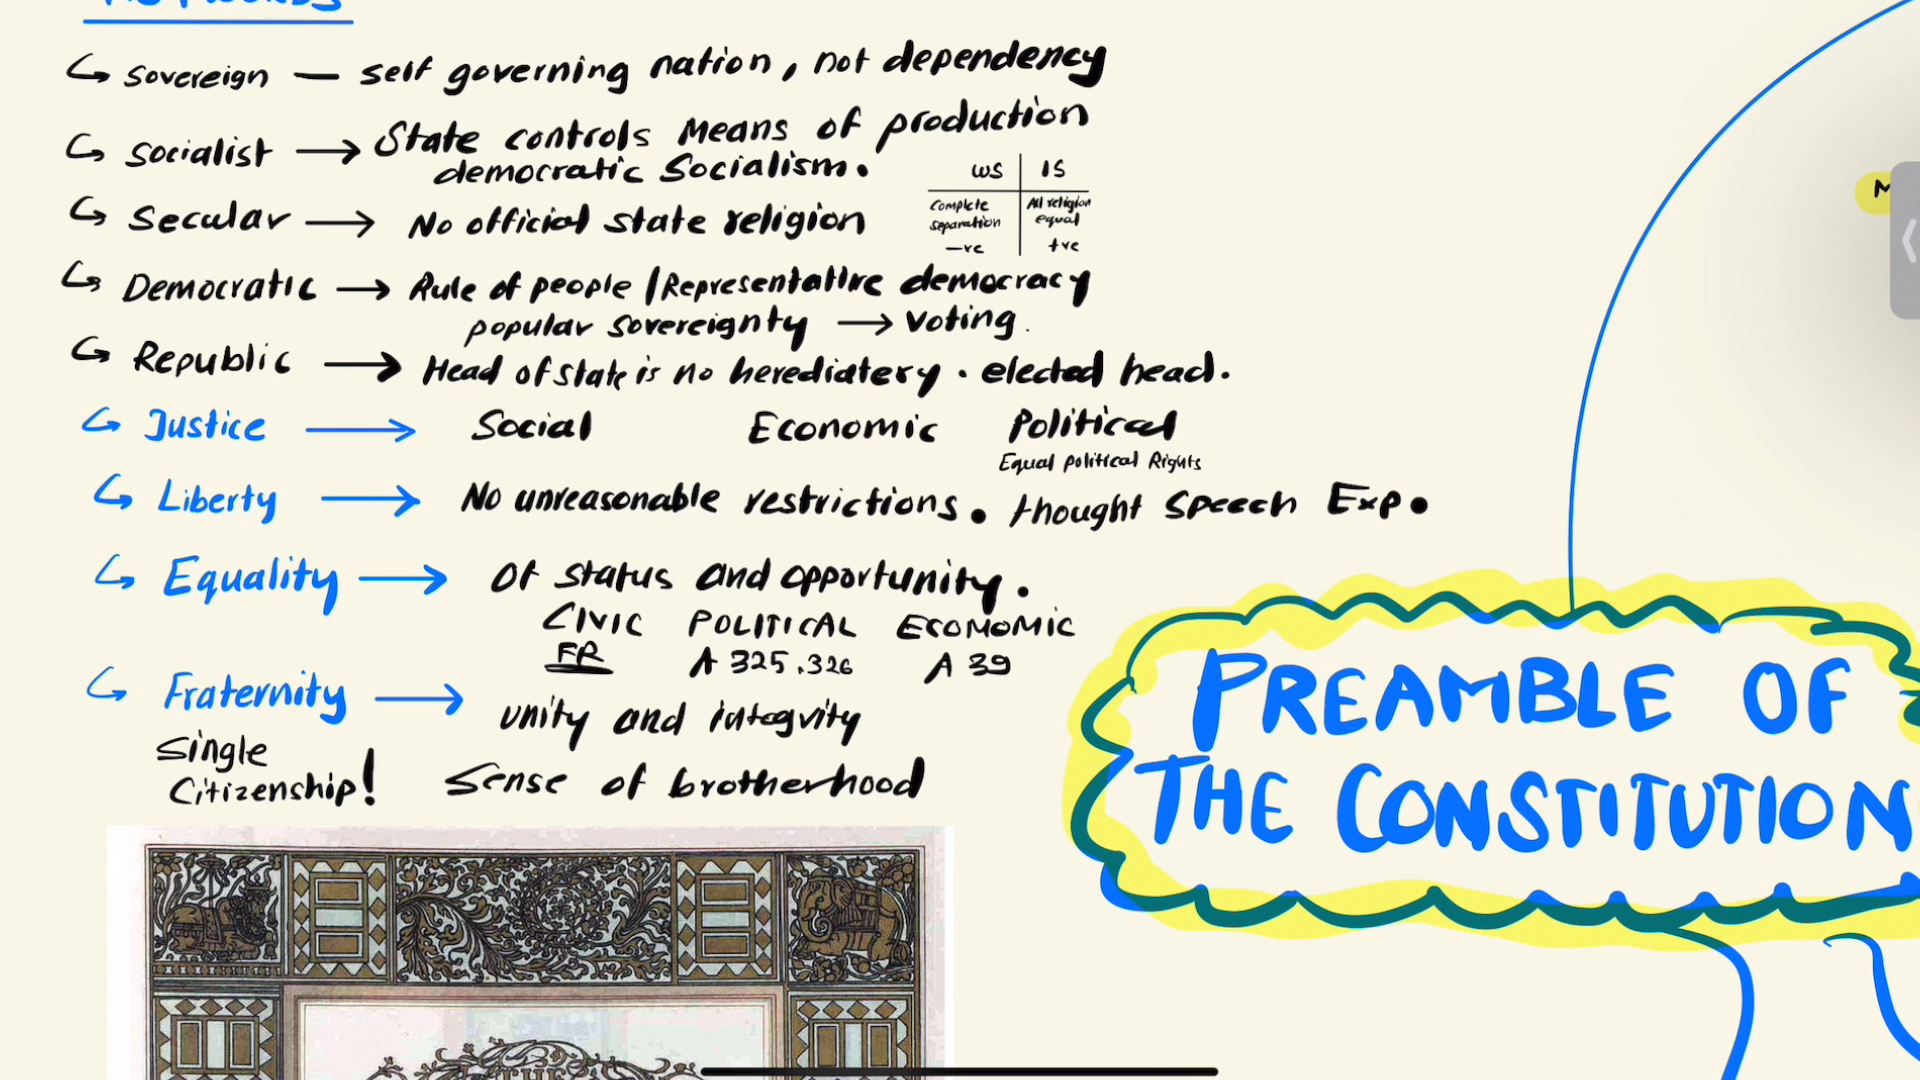 KEYWORDS
Sovereign — self governing nation, not dependency
Socialist → State controls Means of production
democratic Socialism.
WS | IS
Complete separation -ve | All religion equal +ve
Secular → No official state religion
Democratic → Rule of people / Representative democracy
popular sovereignty → voting.
Republic → Head of state is no herediatery . elected head.
Justice → Social Economic Political
Equal political Rights
Liberty → No unreasonable restrictions. thought speech Exp.
Equality → Of status and opportunity.
CIVIC POLITICAL ECONOMIC
FR A 325, 326 A 39
Fraternity → unity and integrity
Single
Citizenship! Sense of brotherhood
PREAMBLE OF
THE CONSTITUTION
M
THE